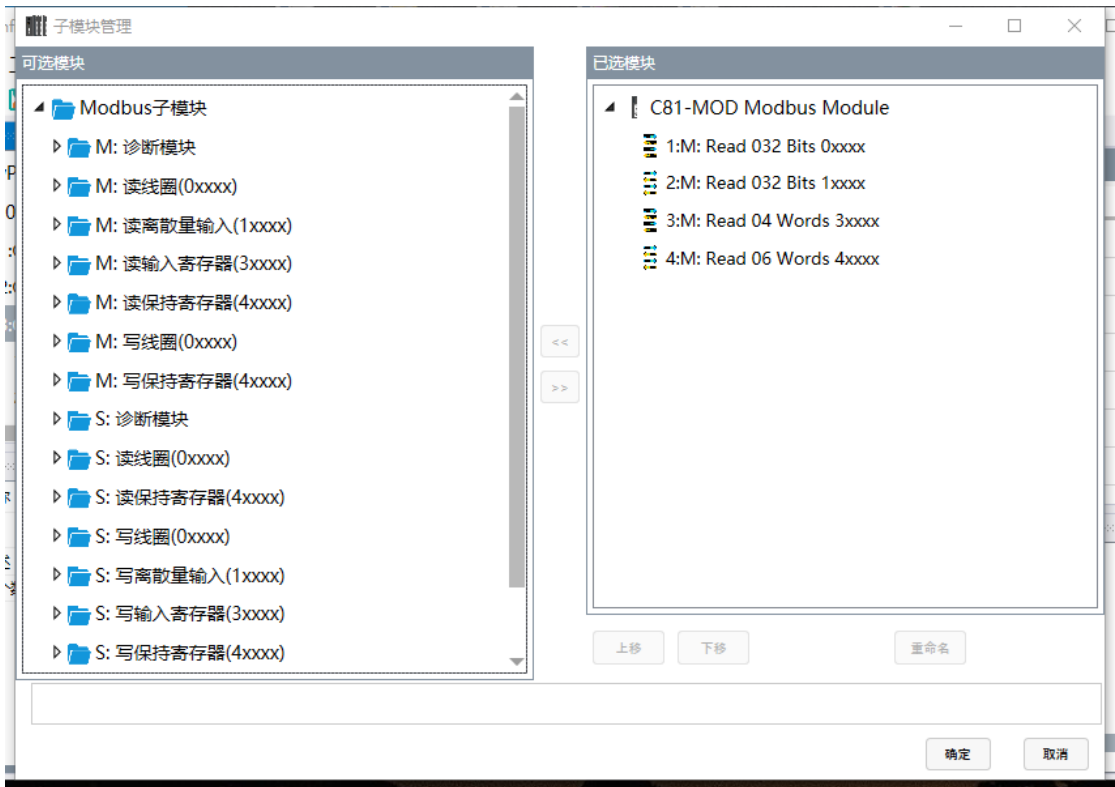 子模块管理
可选模块
Modbus子模块
M: 诊断模块
M: 读线圈(0xxxx)
M: 读离散量输入(1xxxx)
M: 读输入寄存器(3xxxx)
M: 读保持寄存器(4xxxx)
M: 写线圈(0xxxx)
M: 写保持寄存器(4xxxx)
S: 诊断模块
S: 读线圈(0xxxx)
S: 读保持寄存器(4xxxx)
S: 写线圈(0xxxx)
S: 写离散量输入(1xxxx)
S: 写输入寄存器(3xxxx)
S: 写保持寄存器(4xxxx)
<<
>>
已选模块
C81-MOD Modbus Module
1:M: Read 032 Bits 0xxxx
2:M: Read 032 Bits 1xxxx
3:M: Read 04 Words 3xxxx
4:M: Read 06 Words 4xxxx
上移 下移 重命名
确定 取消